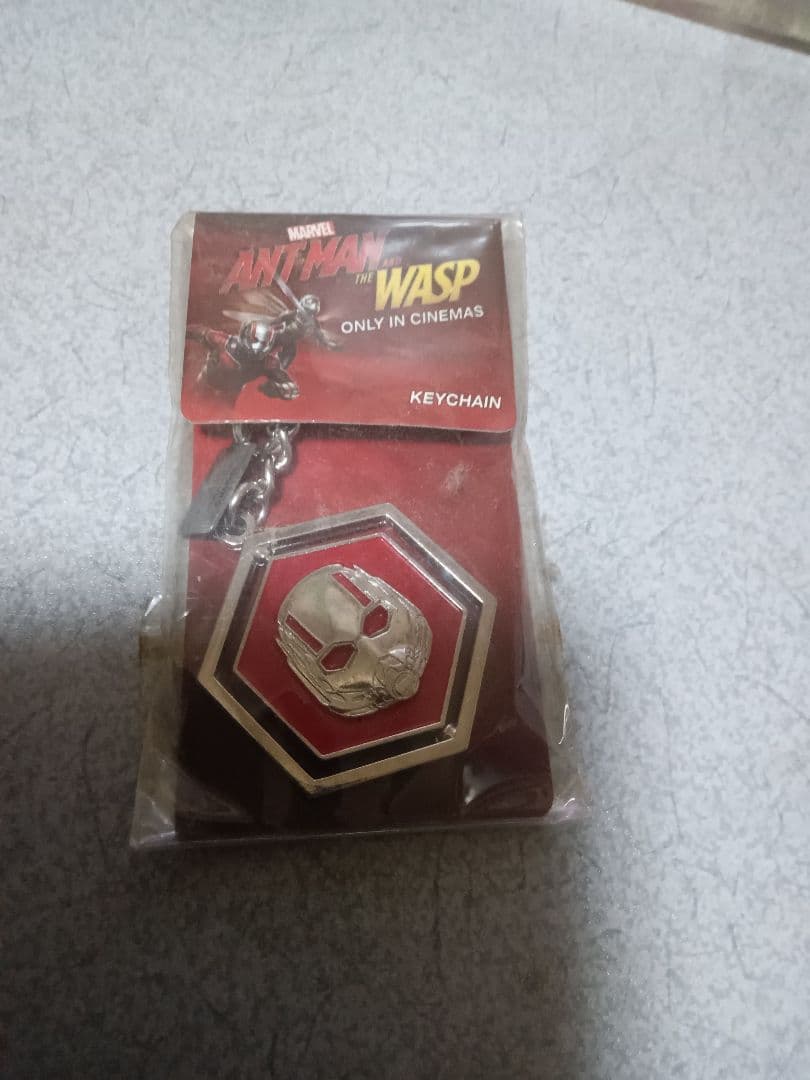 MARVEL
ANT-MAN AND
THE WASP
ONLY IN CINEMAS
KEYCHAIN